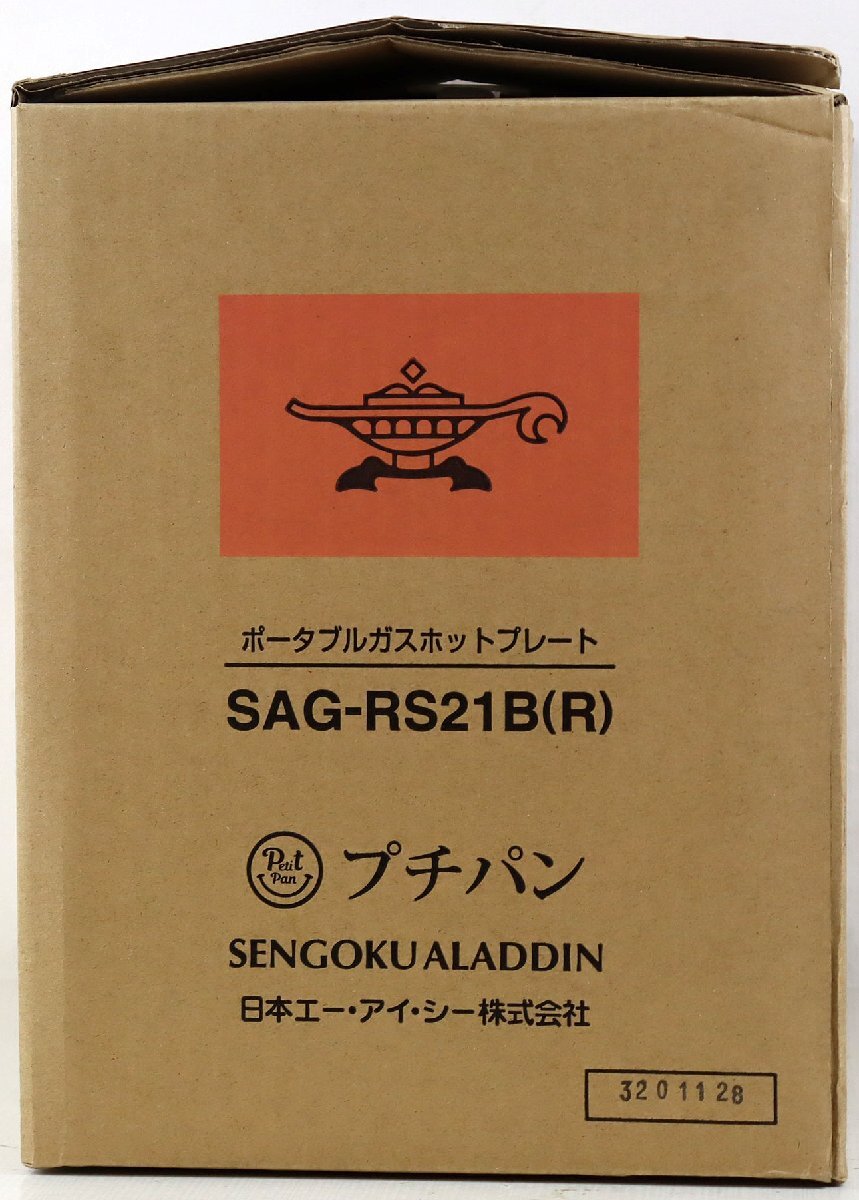 ポータブルガスホットプレート
SAG-RS21B(R)
Petit
Pan
プチパン
SENGOKU ALADDIN
日本エー・アイ・シー株式会社
3201128